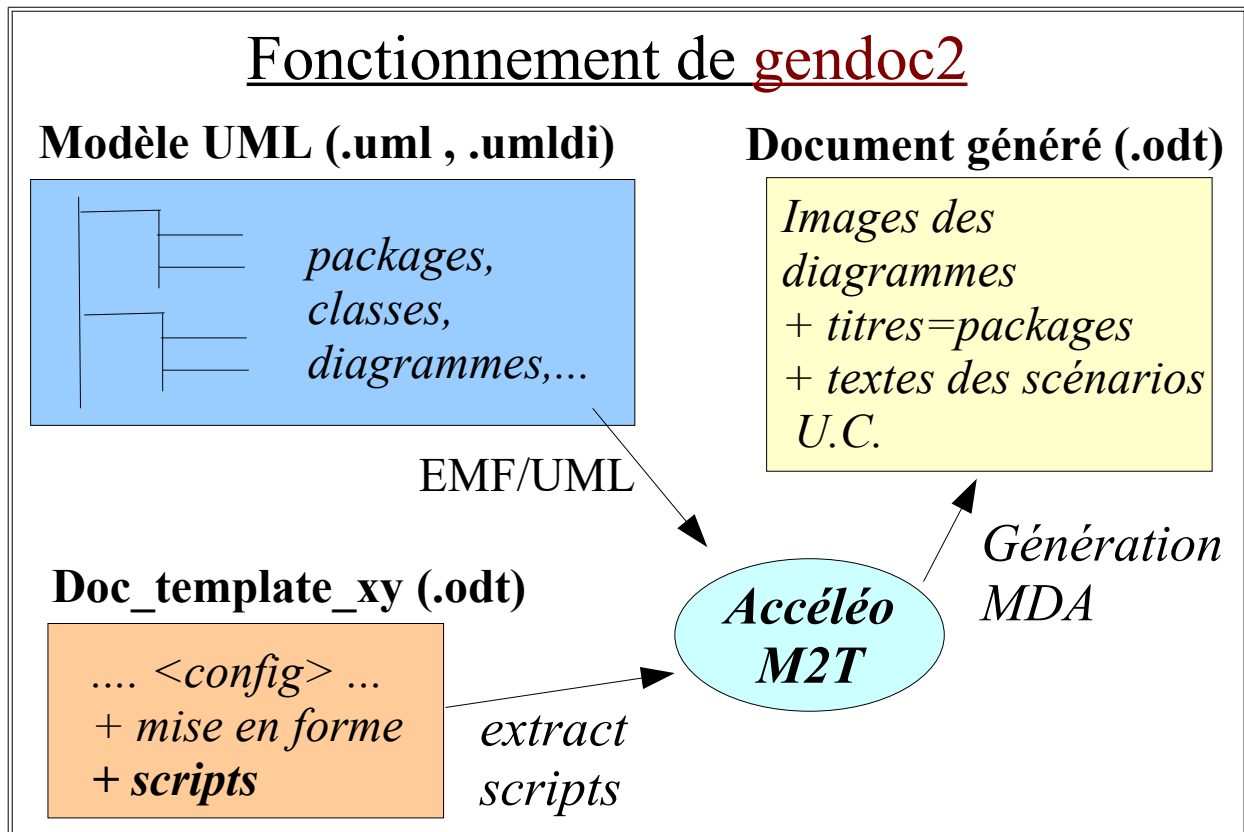 Fonctionnement de gendoc2
Modèle UML (.uml , .umldi)
packages,
classes,
diagrammes,...
Document généré (.odt)
Images des
diagrammes
+ titres=packages
+ textes des scénarios
U.C.
EMF/UML
Génération
MDA
Doc_template_xy (.odt)
.... <config> ...
+ mise en forme
+ scripts
extract
scripts
Accéléo
M2T